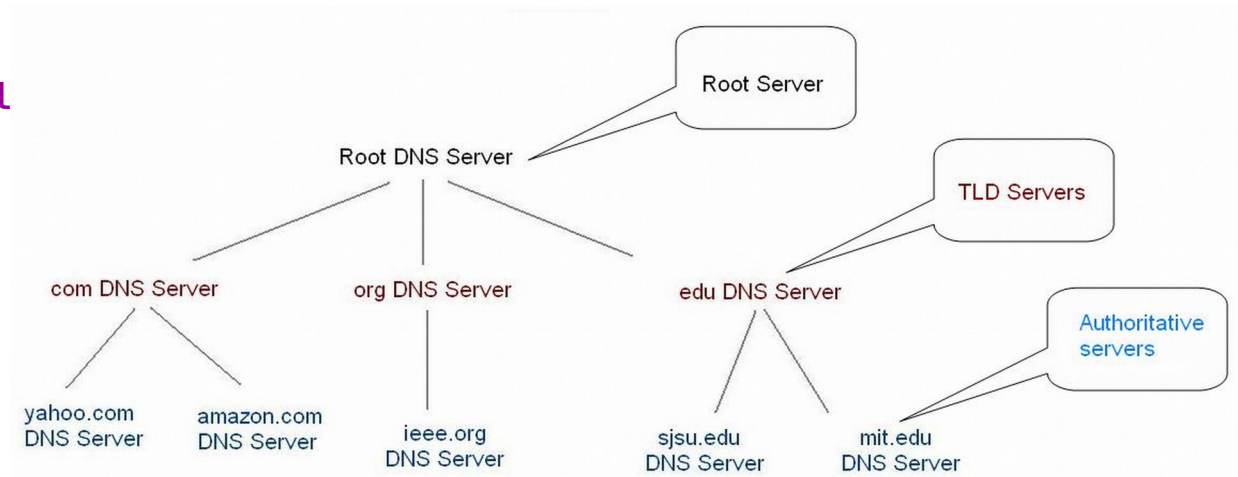 Root Server
Root DNS Server
TLD Servers
com DNS Server
org DNS Server
edu DNS Server
Authoritative
servers
yahoo.com
DNS Server
amazon.com
DNS Server
ieee.org
DNS Server
sjsu.edu
DNS Server
mit.edu
DNS Server